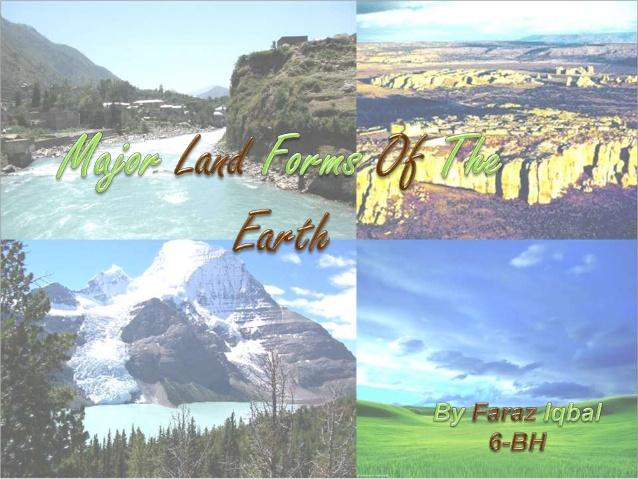 Major Land Forms Of The
Earth
By Faraz Iqbal
6-BH